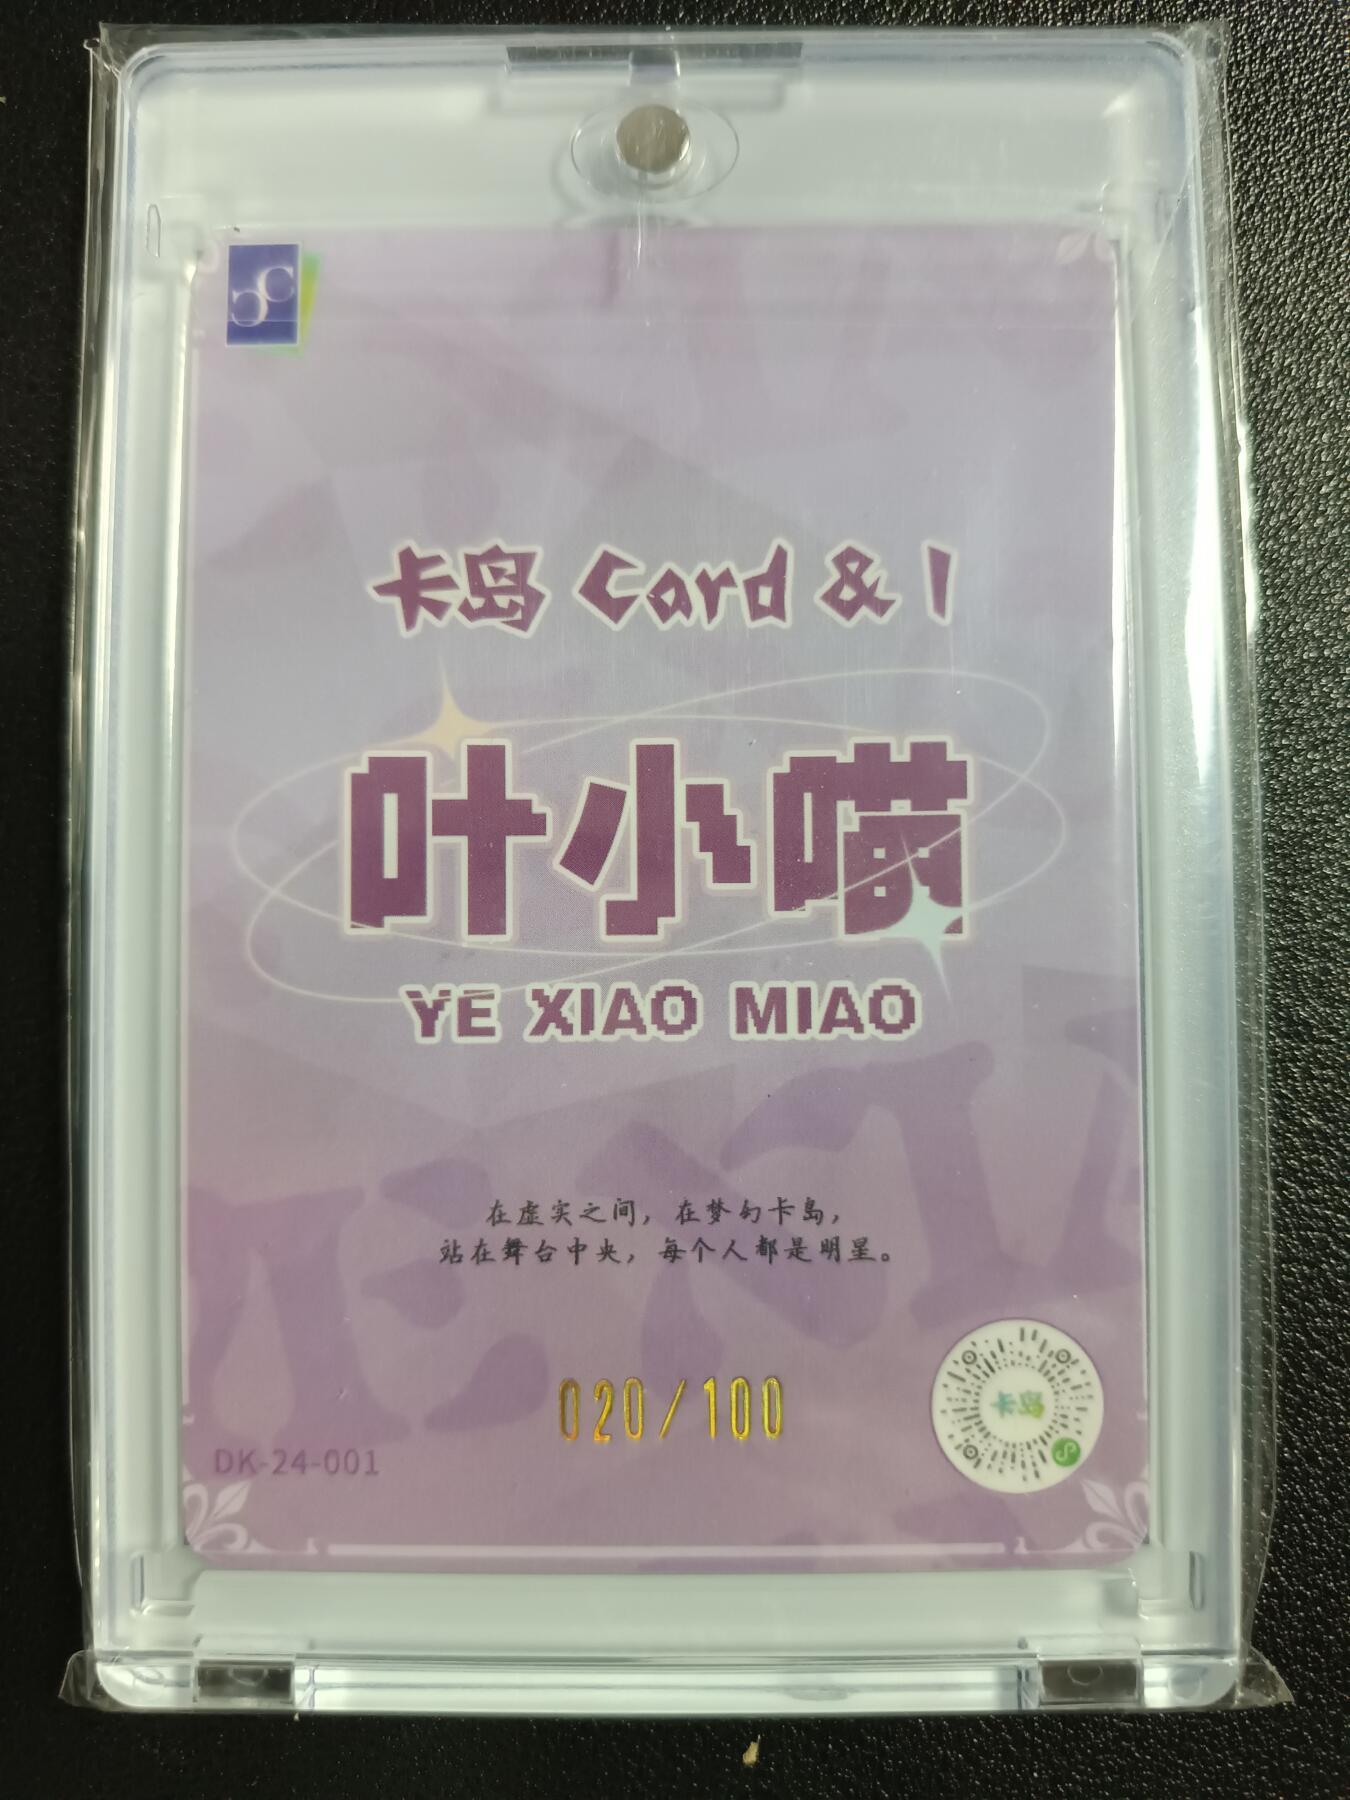 卡岛 Card & I
叶小喵
YE XIAO MIAO
在虚实之间，在梦幻卡岛，
站在舞台中央，每个人都是明星。
020/100
卡岛
DK-24-001